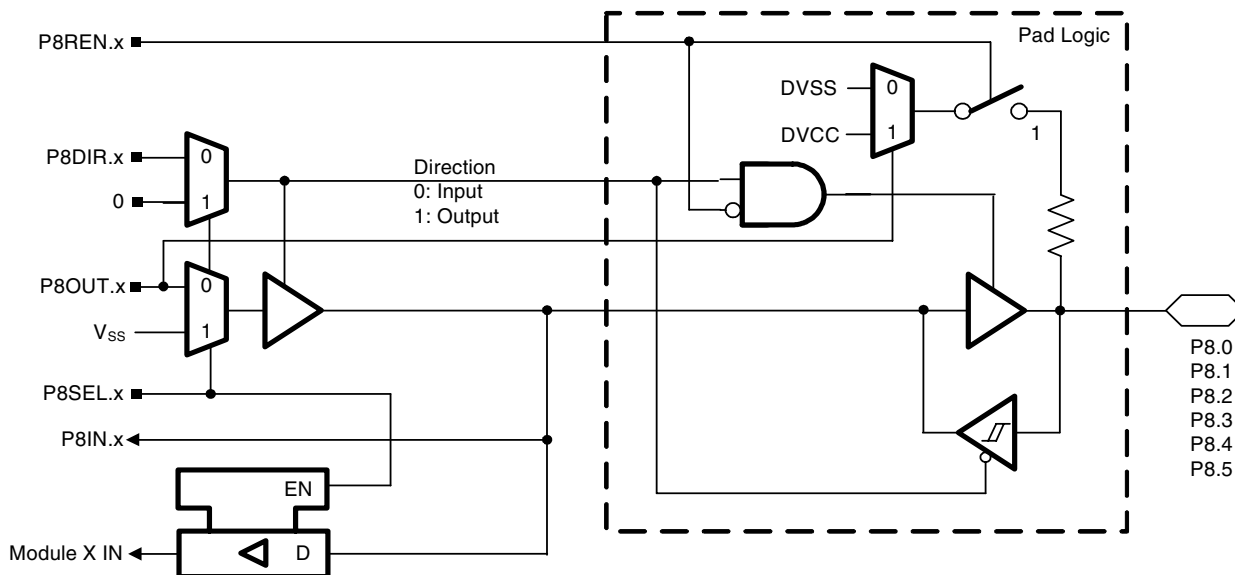 P8REN.x
Pad Logic
DVSS
0
DVCC
1
1
P8DIR.x
0
0
1
Direction
0: Input
1: Output
P8OUT.x
0
VSS
1
P8SEL.x
P8IN.x
EN
Module X IN
D
P8.0
P8.1
P8.2
P8.3
P8.4
P8.5